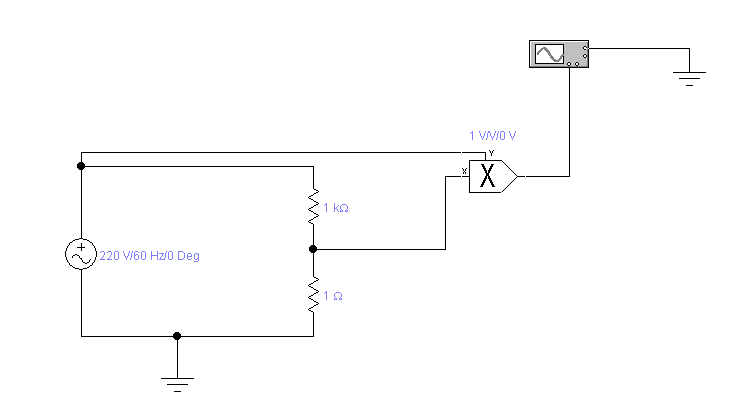 1 V/V/0 V
Y
X
X
1 kΩ
220 V/60 Hz/0 Deg
1 Ω